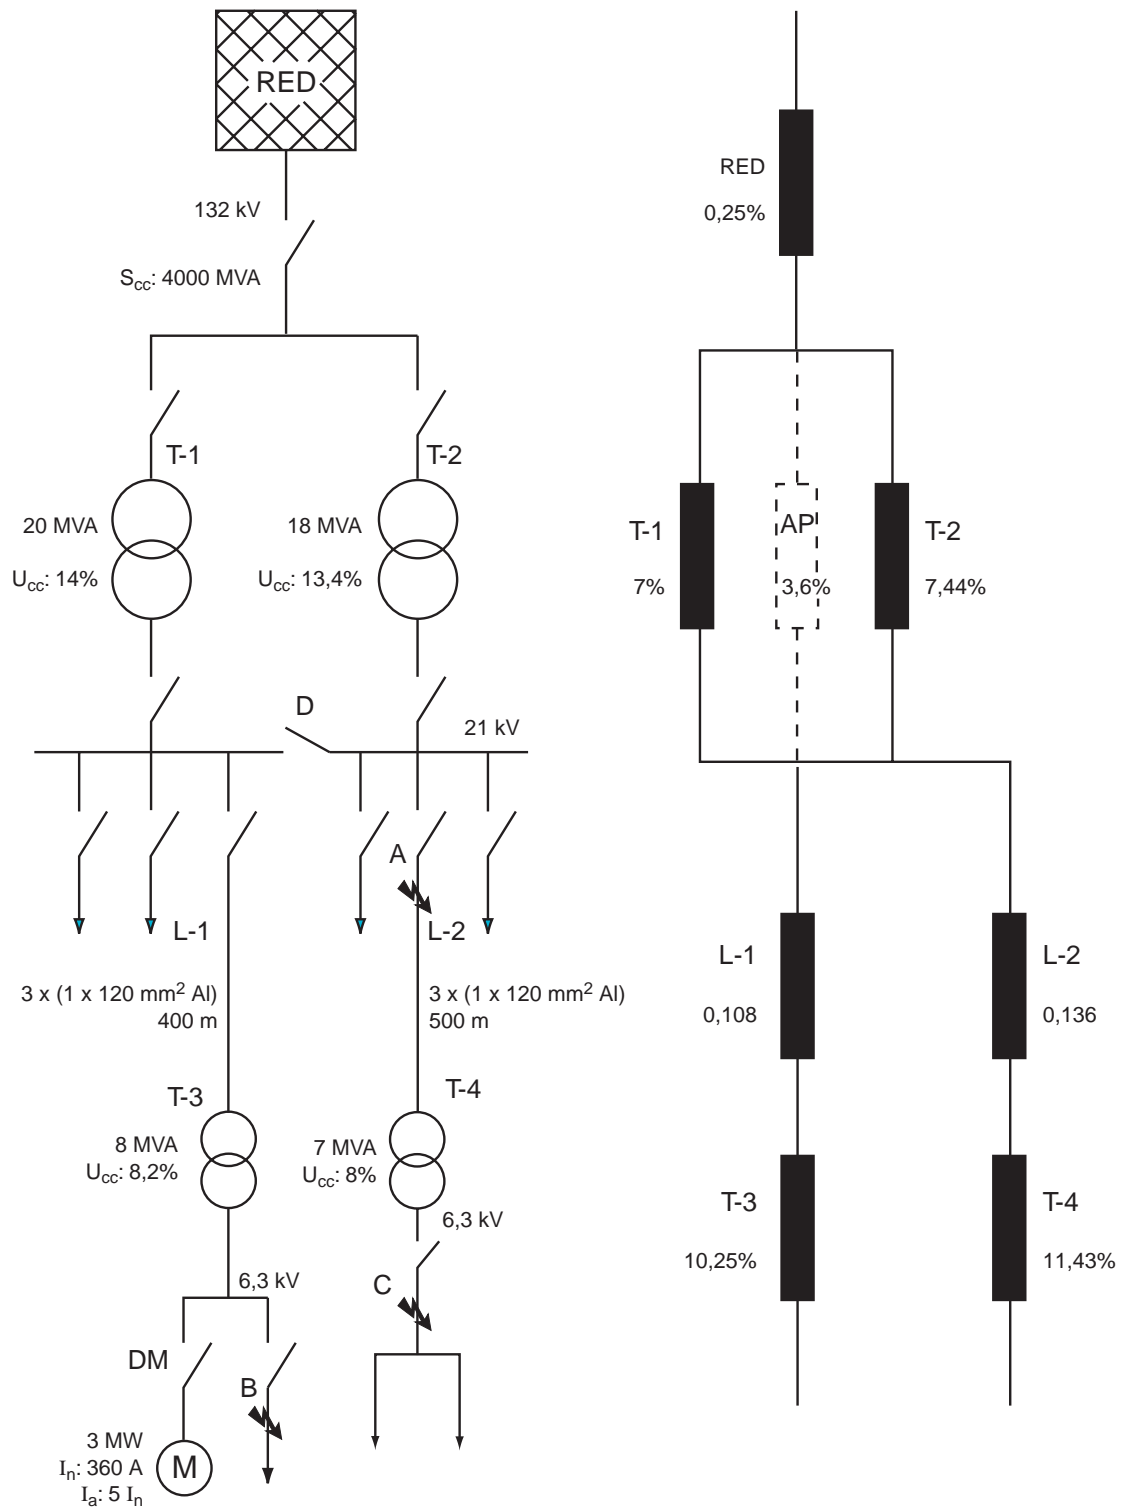 RED
132 kV
Scc: 4000 MVA
T-1
T-2
20 MVA
Ucc: 14%
18 MVA
Ucc: 13,4%
D
21 kV
A
L-1
L-2
3 x (1 x 120 mm² Al)
400 m
3 x (1 x 120 mm² Al)
500 m
T-3
T-4
8 MVA
Ucc: 8,2%
7 MVA
Ucc: 8%
6,3 kV
6,3 kV
C
DM
B
3 MW
In: 360 A
Ia: 5 In
M
RED
0,25%
T-1
7%
AP
3,6%
T-2
7,44%
L-1
0,108
L-2
0,136
T-3
10,25%
T-4
11,43%